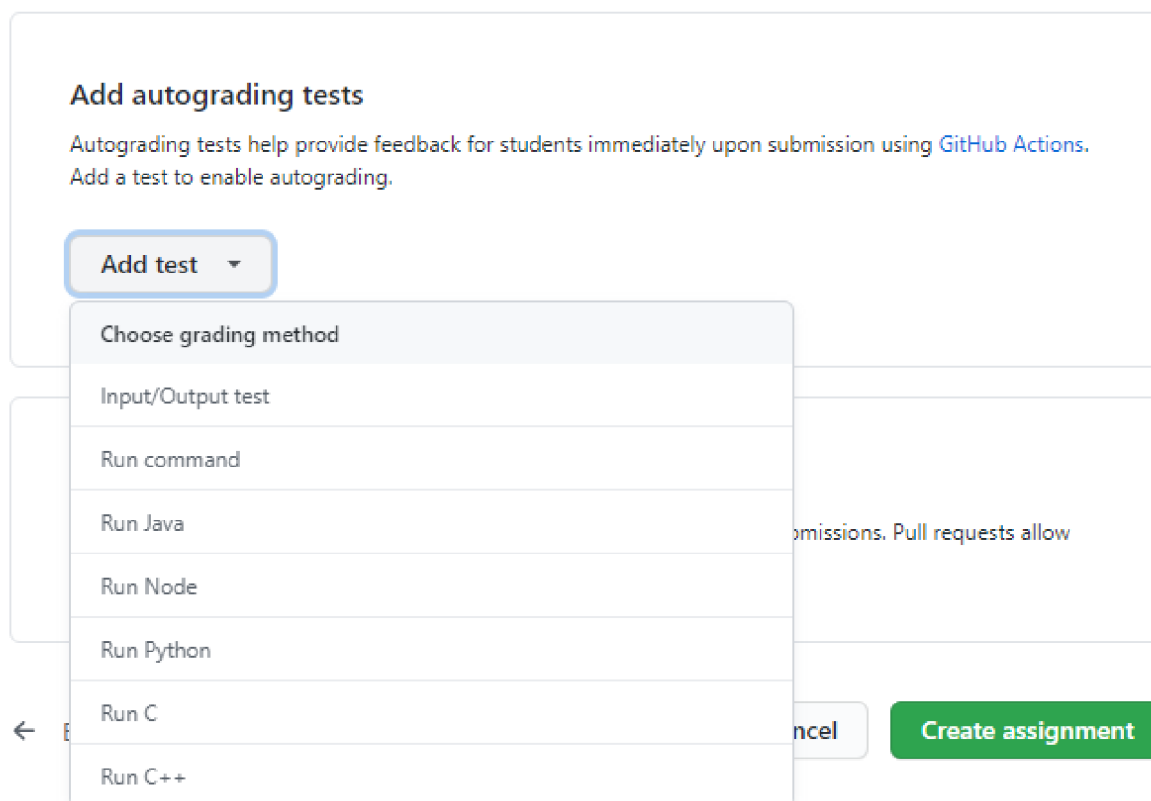 Add autograding tests
Autograding tests help provide feedback for students immediately upon submission using GitHub Actions.
Add a test to enable autograding.
Add test
Choose grading method
Input/Output test
Run command
Run Java
. Pull requests allow
Run Node
Run Python
Run C
Create assignment
Run C++